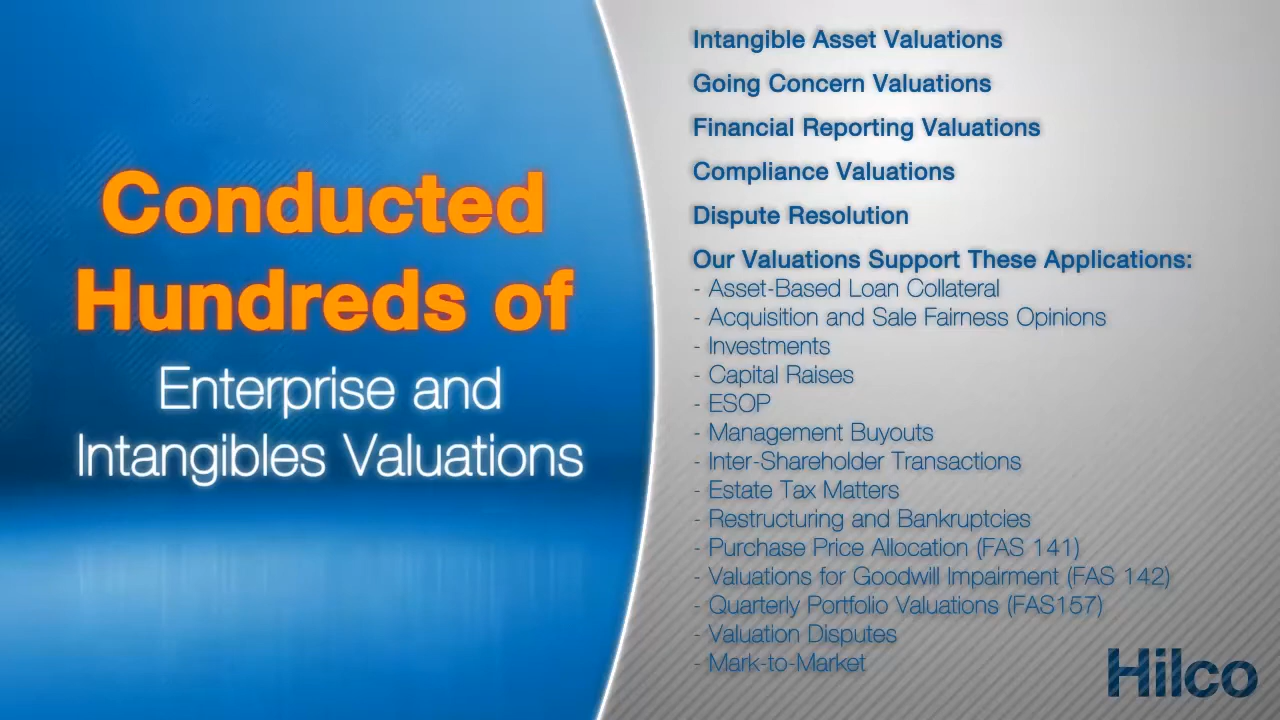 Conducted
Hundreds of
Enterprise and
Intangibles Valuations
Intangible Asset Valuations
Going Concern Valuations
Financial Reporting Valuations
Compliance Valuations
Dispute Resolution
Our Valuations Support These Applications:
- Asset-Based Loan Collateral
- Acquisition and Sale Fairness Opinions
- Investments
- Capital Raises
- ESOP
- Management Buyouts
- Inter-Shareholder Transactions
- Estate Tax Matters
- Restructuring and Bankruptcies
- Purchase Price Allocation (FAS 141)
- Valuations for Goodwill Impairment (FAS 142)
- Quarterly Portfolio Valuations (FAS157)
- Valuation Disputes
- Mark-to-Market
Hilco